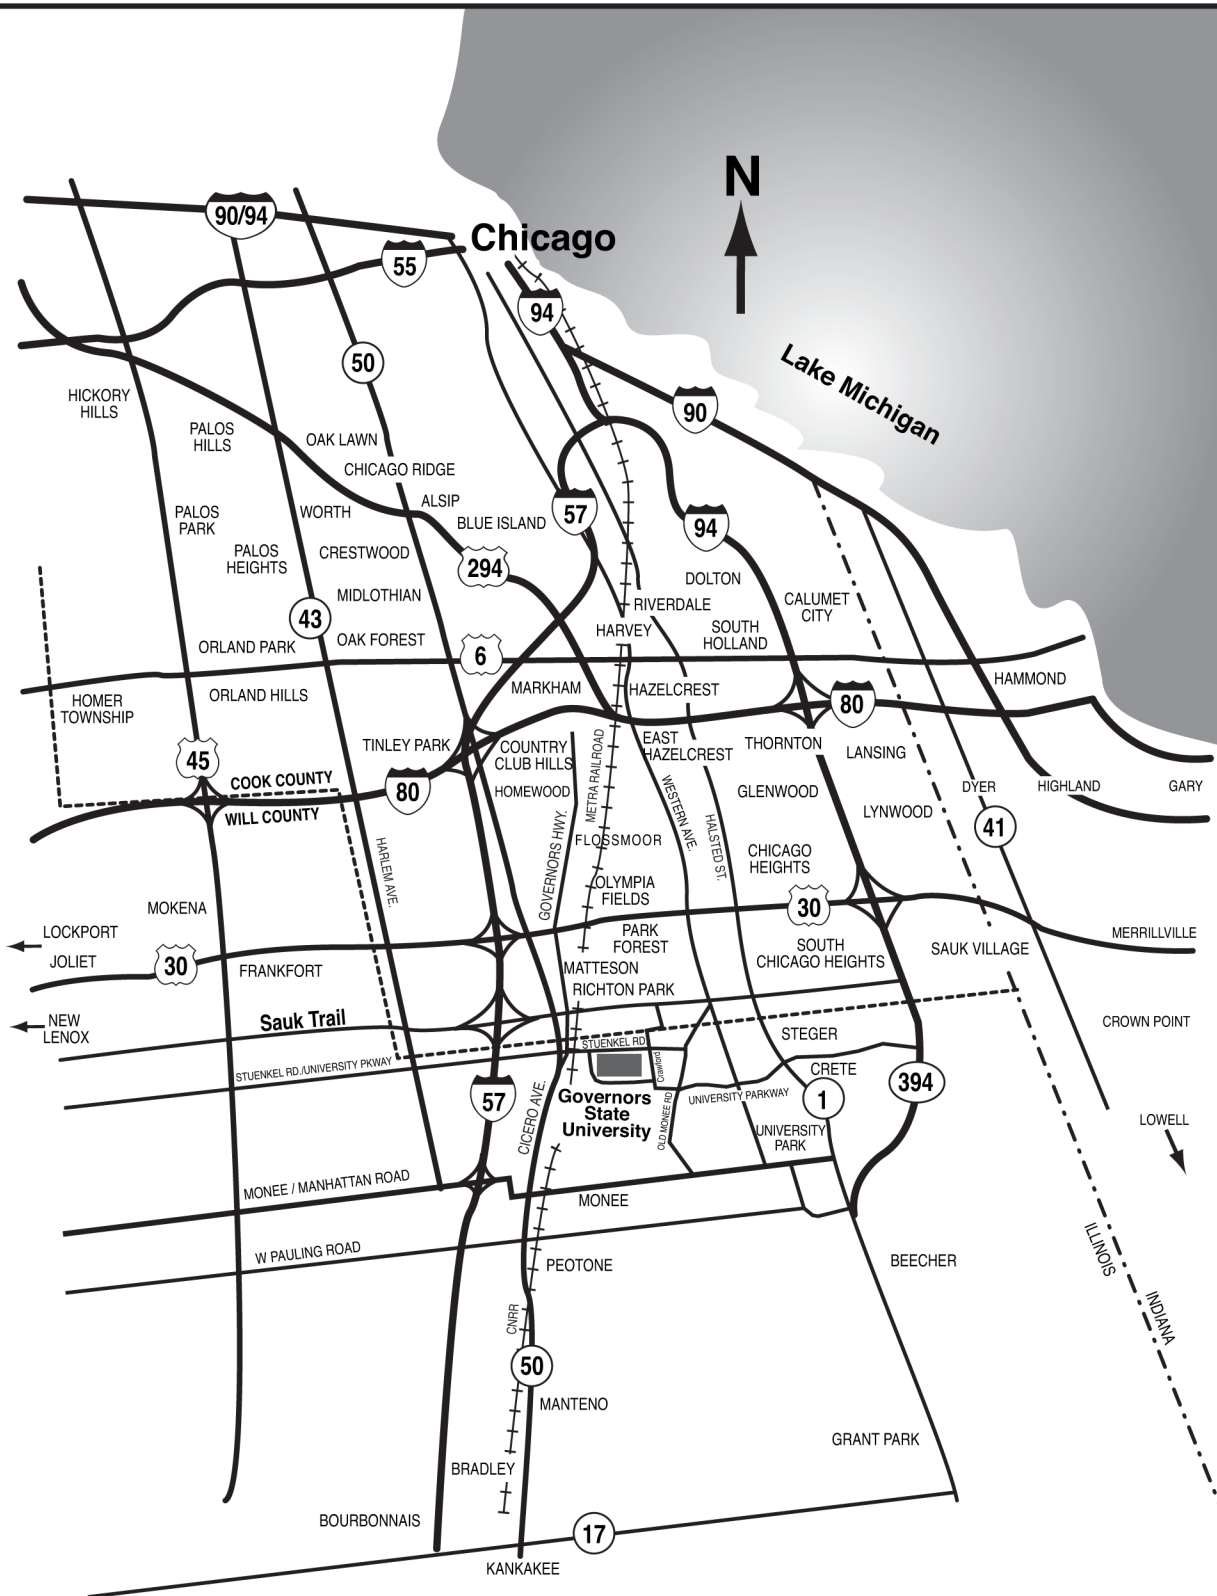 N
90/94
Chicago
55
94
50
Lake Michigan
90
HICKORY
HILLS
PALOS
HILLS
OAK LAWN
CHICAGO RIDGE
ALSIP
PALOS
PARK
WORTH
BLUE ISLAND
57
94
PALOS
HEIGHTS
CRESTWOOD
294
DOLTON
MIDLOTHIAN
RIVERDALE
CALUMET
CITY
43
HARVEY
SOUTH
HOLLAND
ORLAND PARK
OAK FOREST
6
HOMER
TOWNSHIP
ORLAND HILLS
MARKHAM
HAZELCREST
HAMMOND
80
45
TINLEY PARK
COUNTRY
CLUB HILLS
EAST
HAZELCREST
THORNTON
LANSING
COOK COUNTY
WILL COUNTY
80
HOMEWOOD
METRA RAILROAD
WESTERN AVE.
GLENWOOD
LYNWOOD
DYER
HIGHLAND
GARY
41
HARLEM AVE.
GOVERNORS HWY.
FLOSSMOOR
HALSTED ST.
CHICAGO
HEIGHTS
OLYMPIA
FIELDS
MOKENA
30
LOCKPORT
JOLIET
30
FRANKFORT
PARK
FOREST
SOUTH
CHICAGO HEIGHTS
SAUK VILLAGE
MERRILLVILLE
MATTESON
RICHTON PARK
NEW
LENOX
Sauk Trail
STEGER
CROWN POINT
STUENKEL RD.
STUENKEL RD./UNIVERSITY PKWAY
Crawford
CRETE
394
57
CICERO AVE.
Governors
State
University
OLD MONEE RD
UNIVERSITY PARKWAY
1
UNIVERSITY
PARK
LOWELL
MONEE / MANHATTAN ROAD
MONEE
W PAULING ROAD
PEOTONE
BEECHER
ILLINOIS
INDIANA
CNRR
50
MANTENO
GRANT PARK
BRADLEY
BOURBONNAIS
17
KANKAKEE